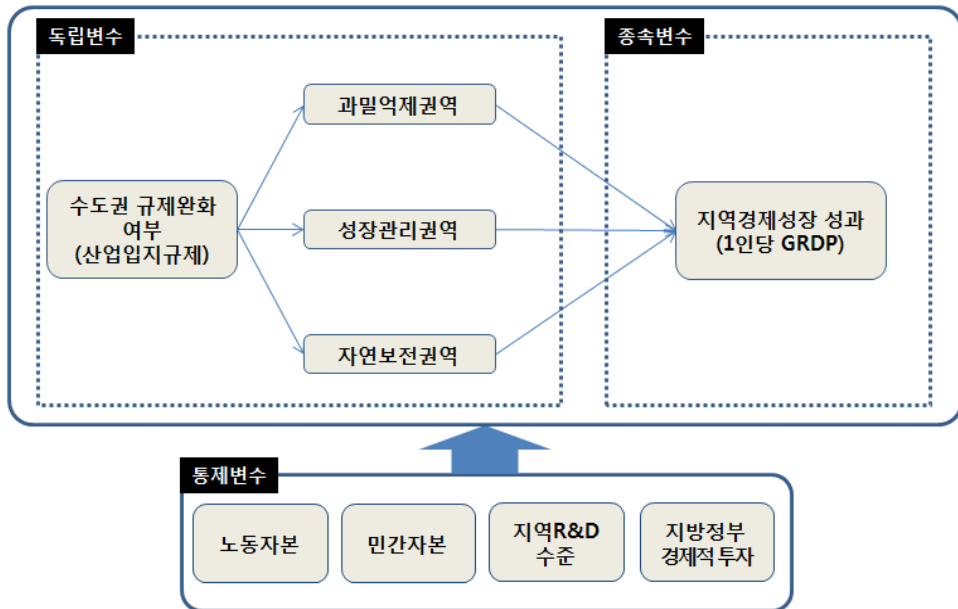 독립변수
종속변수
과밀억제권역
수도권 규제완화
여부
(산업입지규제)
성장관리권역
지역경제성장 성과
(1인당 GRDP)
자연보전권역
통제변수
노동자본
민간자본
지역R&D
수준
지방정부
경제적 투자